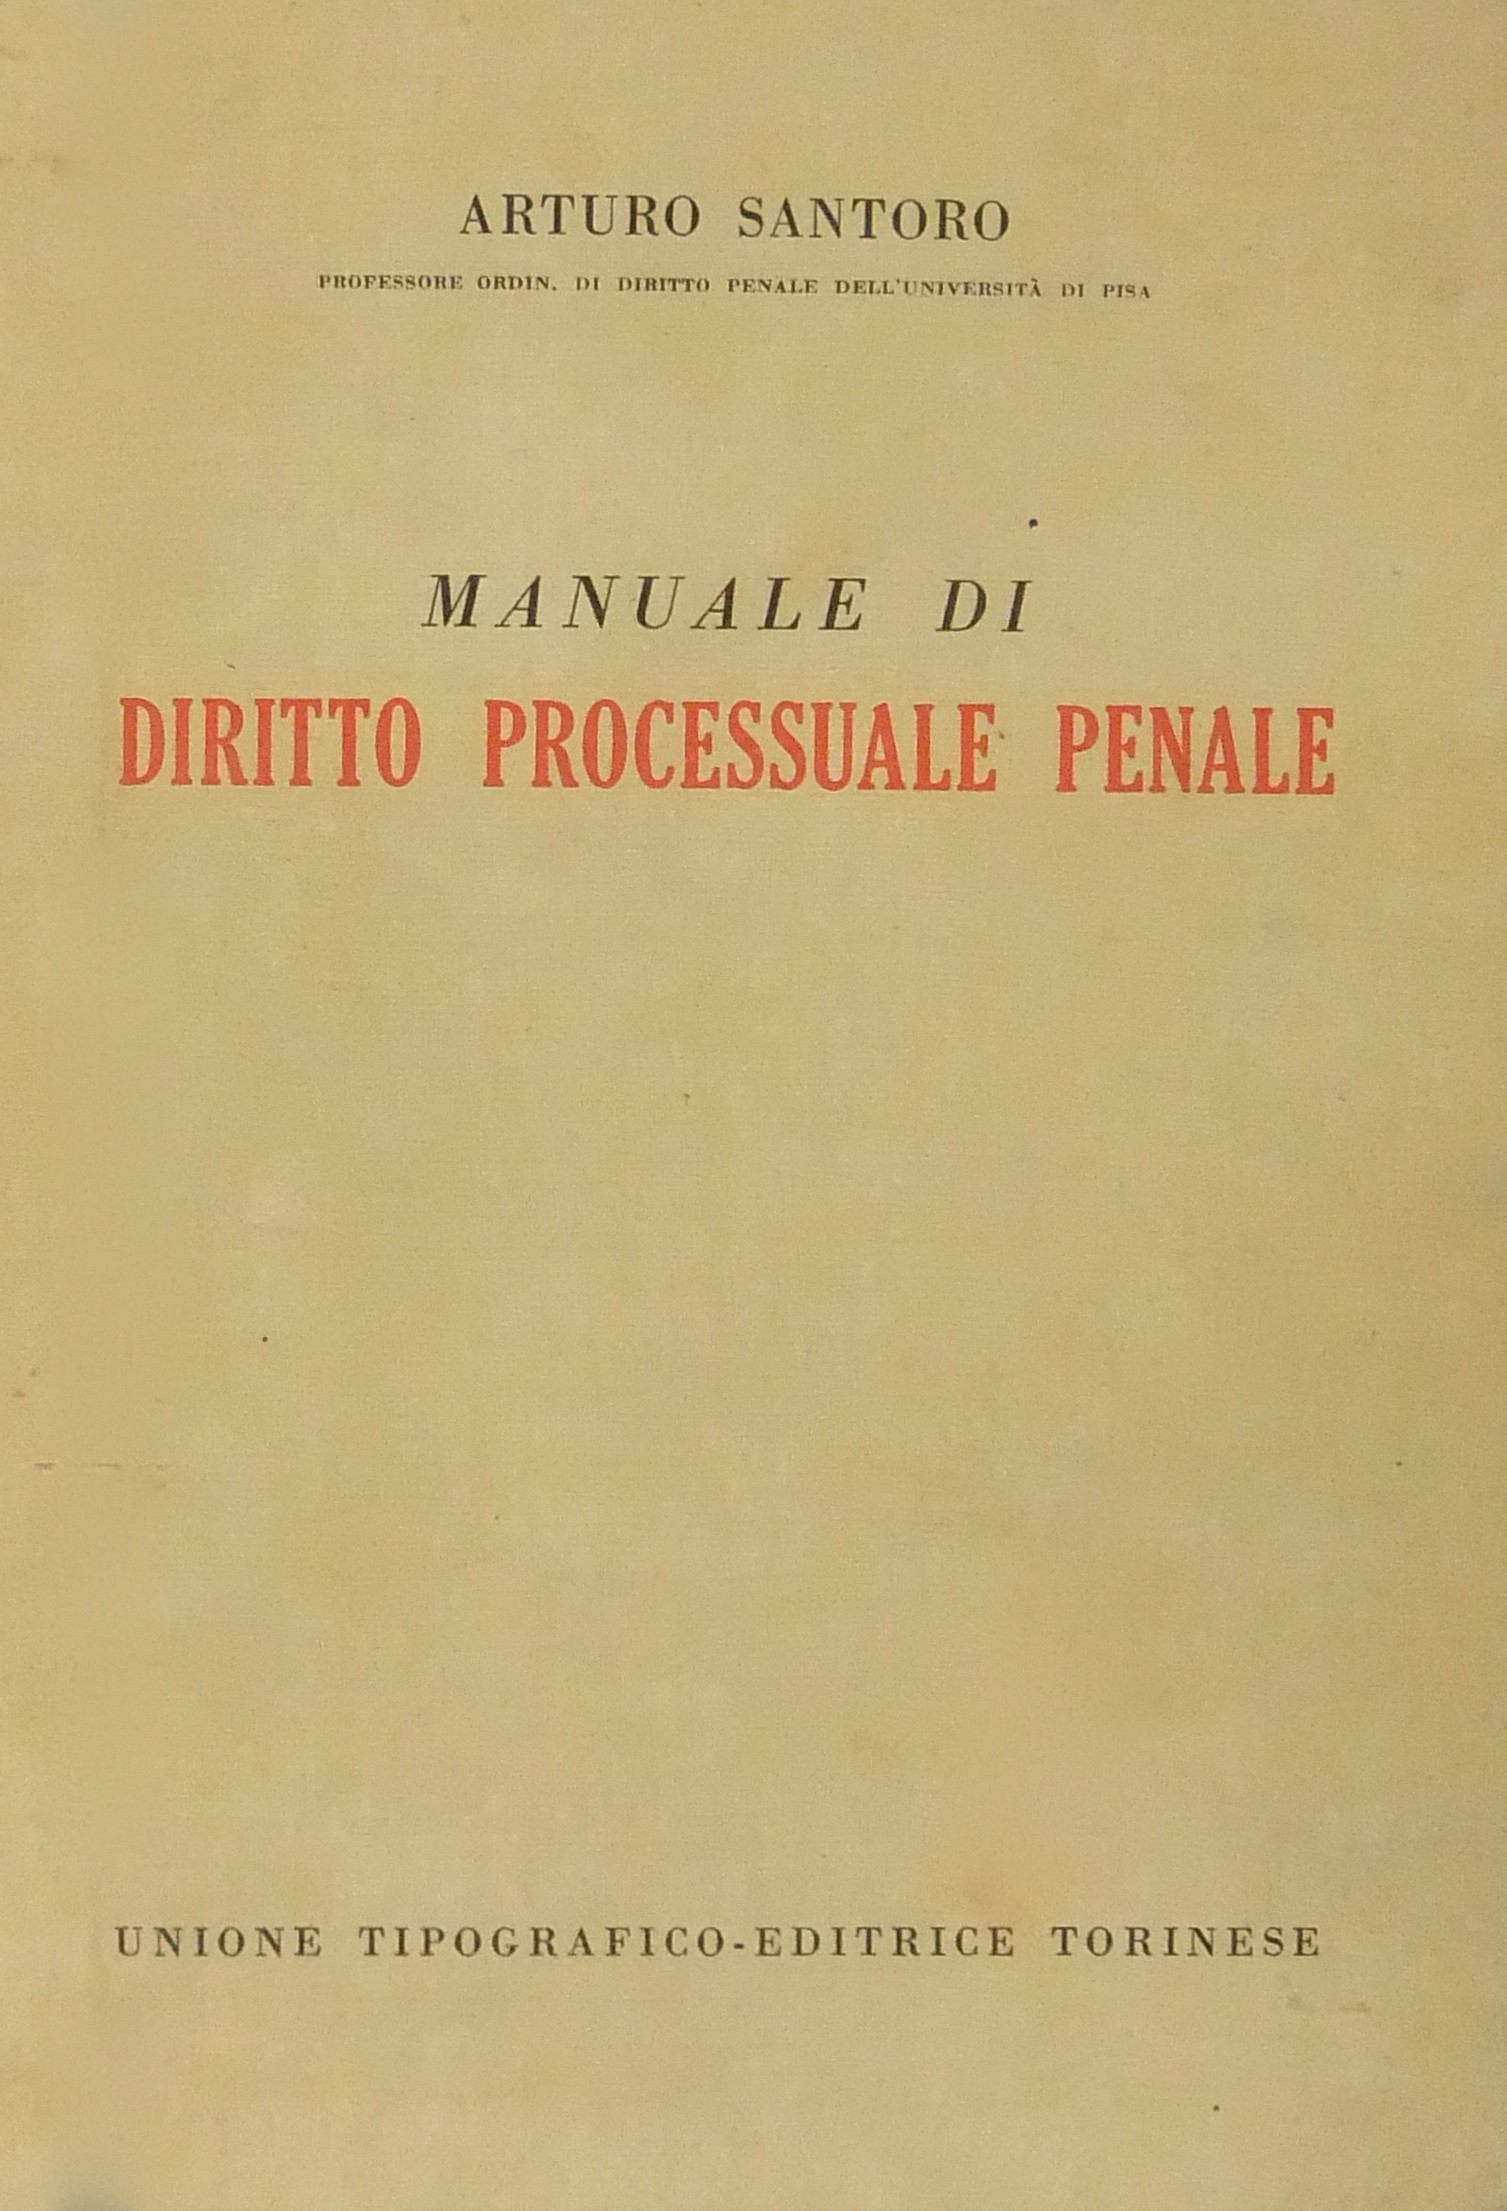 ARTURO SANTORO
PROFESSORE ORDIN. DI DIRITTO PENALE DELL'UNIVERSITÀ DI PISA
MANUALE DI
DIRITTO PROCESSUALE PENALE
UNIONE TIPOGRAFICO-EDITRICE TORINESE